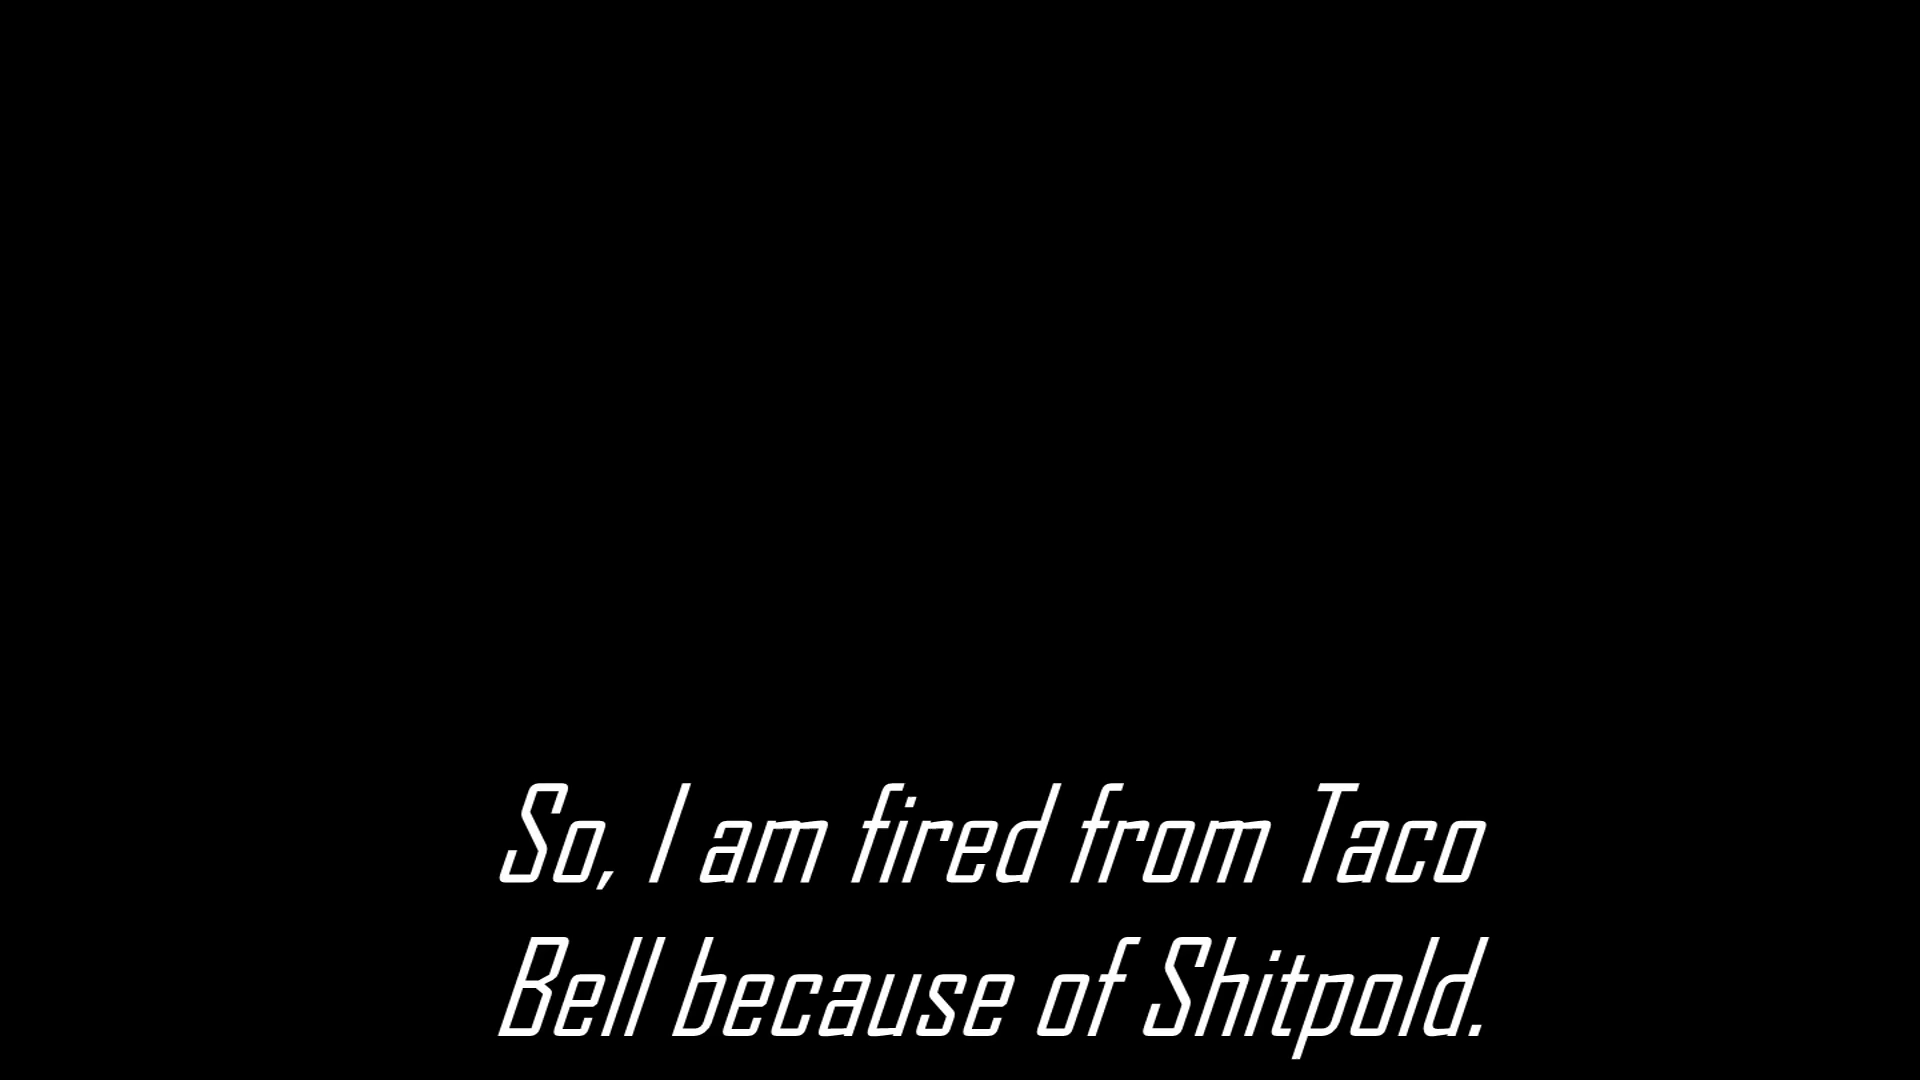 So, I am fired from Taco
Bell because of Shitpold.